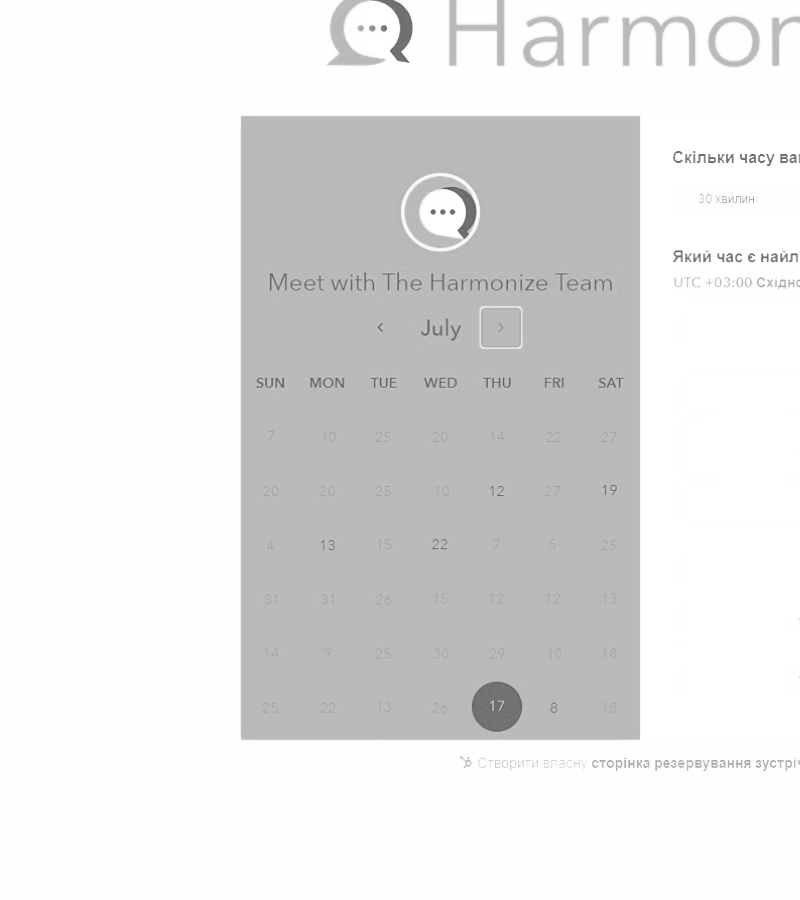 Harmon
Скільки часу ва
30 хвилин
Який час є найл
UTC +03:00 Східно
Meet with The Harmonize Team
July
SUN MON TUE WED THU FRI SAT
7 10 25 20 14 22 27
20 20 25 10 12 27 19
4 13 15 22 7 5 25
31 31 26 15 12 12 13
14 9 25 30 29 10 18
25 22 13 26 17 8 18
Створити власну сторінка резервування зустріч